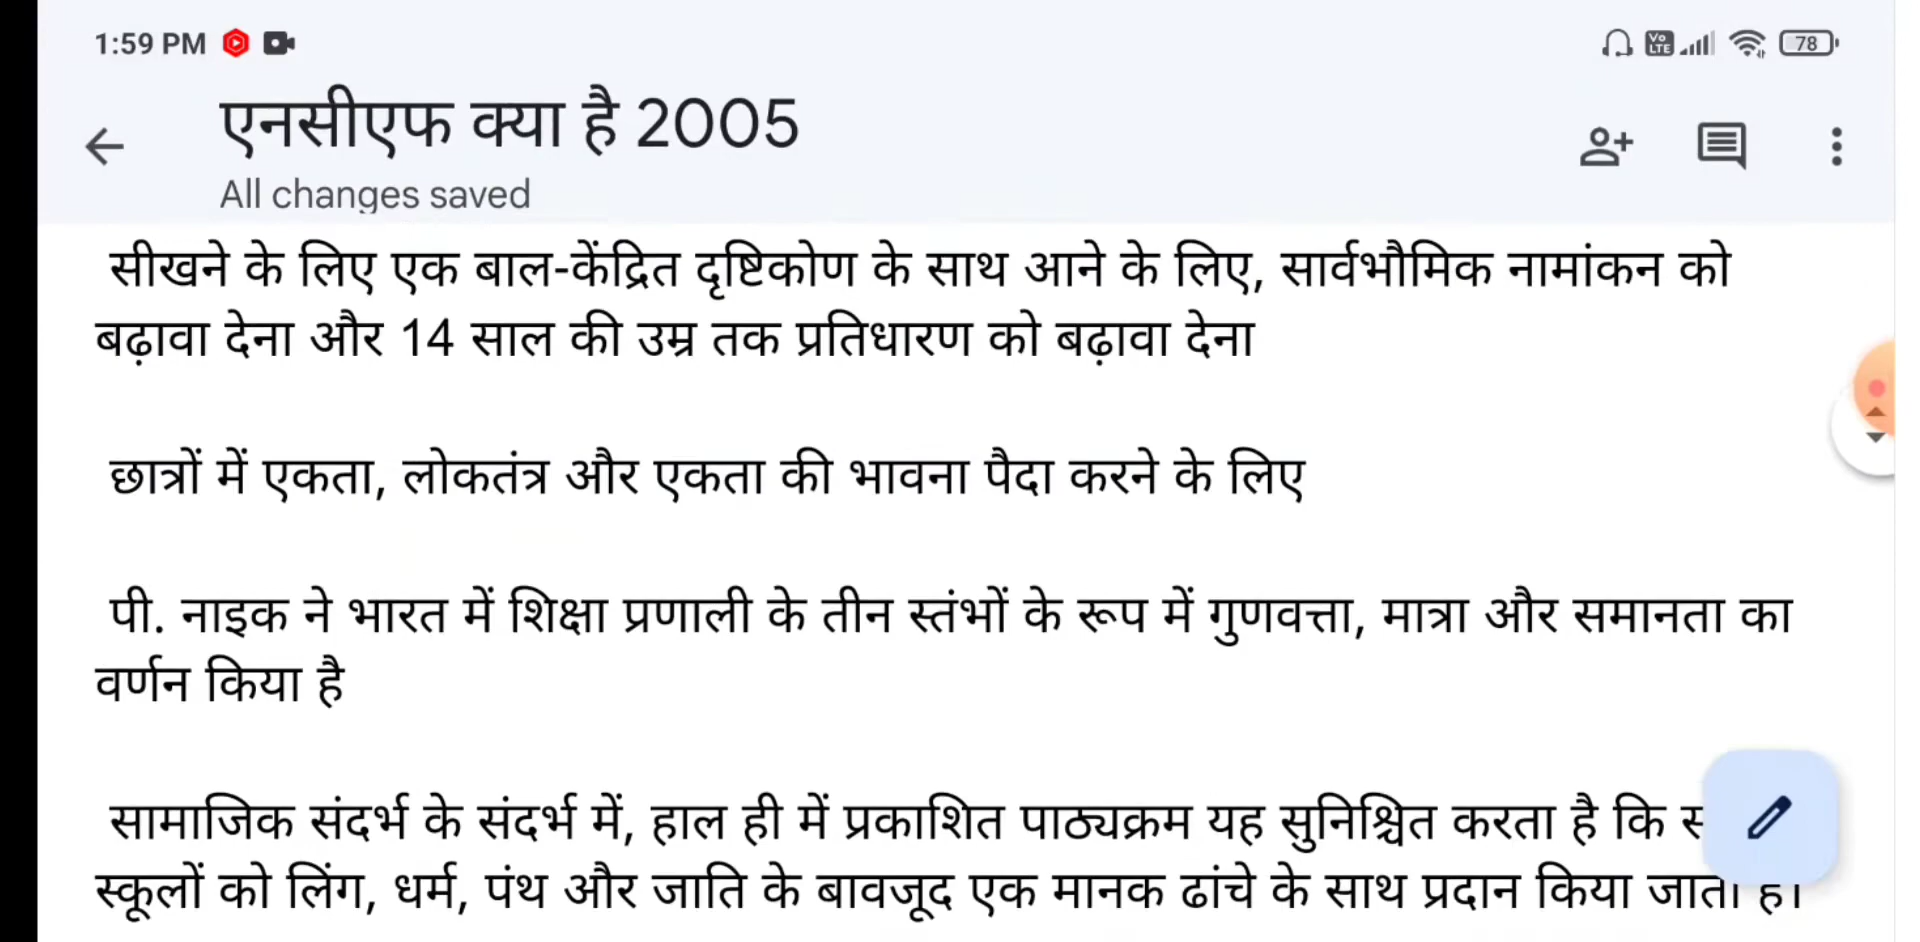 1:59 PM
Vo LTE
78
एनसीएफ क्या है 2005
All changes saved
सीखने के लिए एक बाल-केंद्रित दृष्टिकोण के साथ आने के लिए, सार्वभौमिक नामांकन को
बढ़ावा देना और 14 साल की उम्र तक प्रतिधारण को बढ़ावा देना
छात्रों में एकता, लोकतंत्र और एकता की भावना पैदा करने के लिए
पी. नाइक ने भारत में शिक्षा प्रणाली के तीन स्तंभों के रूप में गुणवत्ता, मात्रा और समानता का
वर्णन किया है
सामाजिक संदर्भ के संदर्भ में, हाल ही में प्रकाशित पाठ्यक्रम यह सुनिश्चित करता है कि
स्कूलों को लिंग, धर्म, पंथ और जाति के बावजूद एक मानक ढांचे के साथ प्रदान किया जाता है।